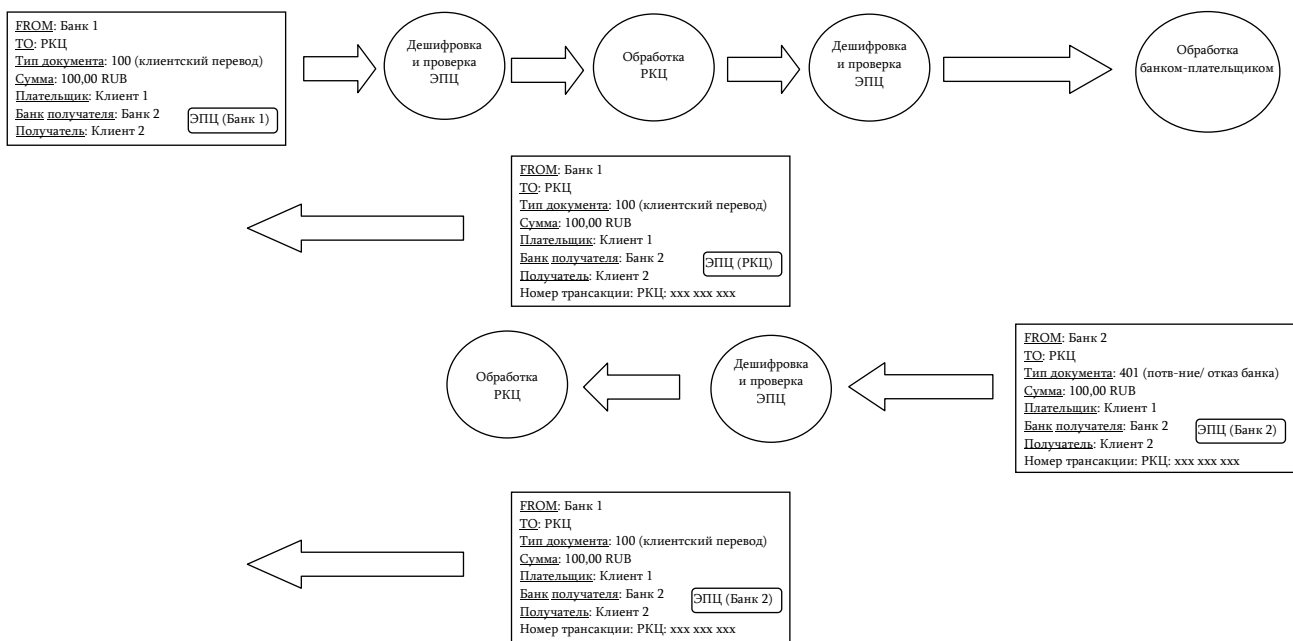 FROM: Банк 1
TO: РКЦ
Тип документа: 100 (клиентский перевод)
Сумма: 100,00 RUB
Плательщик: Клиент 1
Банк получателя: Банк 2
Получатель: Клиент 2
ЭПЦ (Банк 1)
Дешифровка
и проверка
ЭПЦ
Обработка
РКЦ
Дешифровка
и проверка
ЭПЦ
Обработка
банком-плательщиком
FROM: Банк 1
TO: РКЦ
Тип документа: 100 (клиентский перевод)
Сумма: 100,00 RUB
Плательщик: Клиент 1
Банк получателя: Банк 2
Получатель: Клиент 2
Номер трансакции: РКЦ: xxx xxx xxx
ЭПЦ (РКЦ)
Обработка
РКЦ
Дешифровка
и проверка
ЭПЦ
FROM: Банк 2
TO: РКЦ
Тип документа: 401 (потв-ние/ отказ банка)
Сумма: 100,00 RUB
Плательщик: Клиент 1
Банк получателя: Банк 2
Получатель: Клиент 2
Номер трансакции: РКЦ: xxx xxx xxx
ЭПЦ (Банк 2)
FROM: Банк 1
TO: РКЦ
Тип документа: 100 (клиентский перевод)
Сумма: 100,00 RUB
Плательщик: Клиент 1
Банк получателя: Банк 2
Получатель: Клиент 2
Номер трансакции: РКЦ: xxx xxx xxx
ЭПЦ (Банк 2)